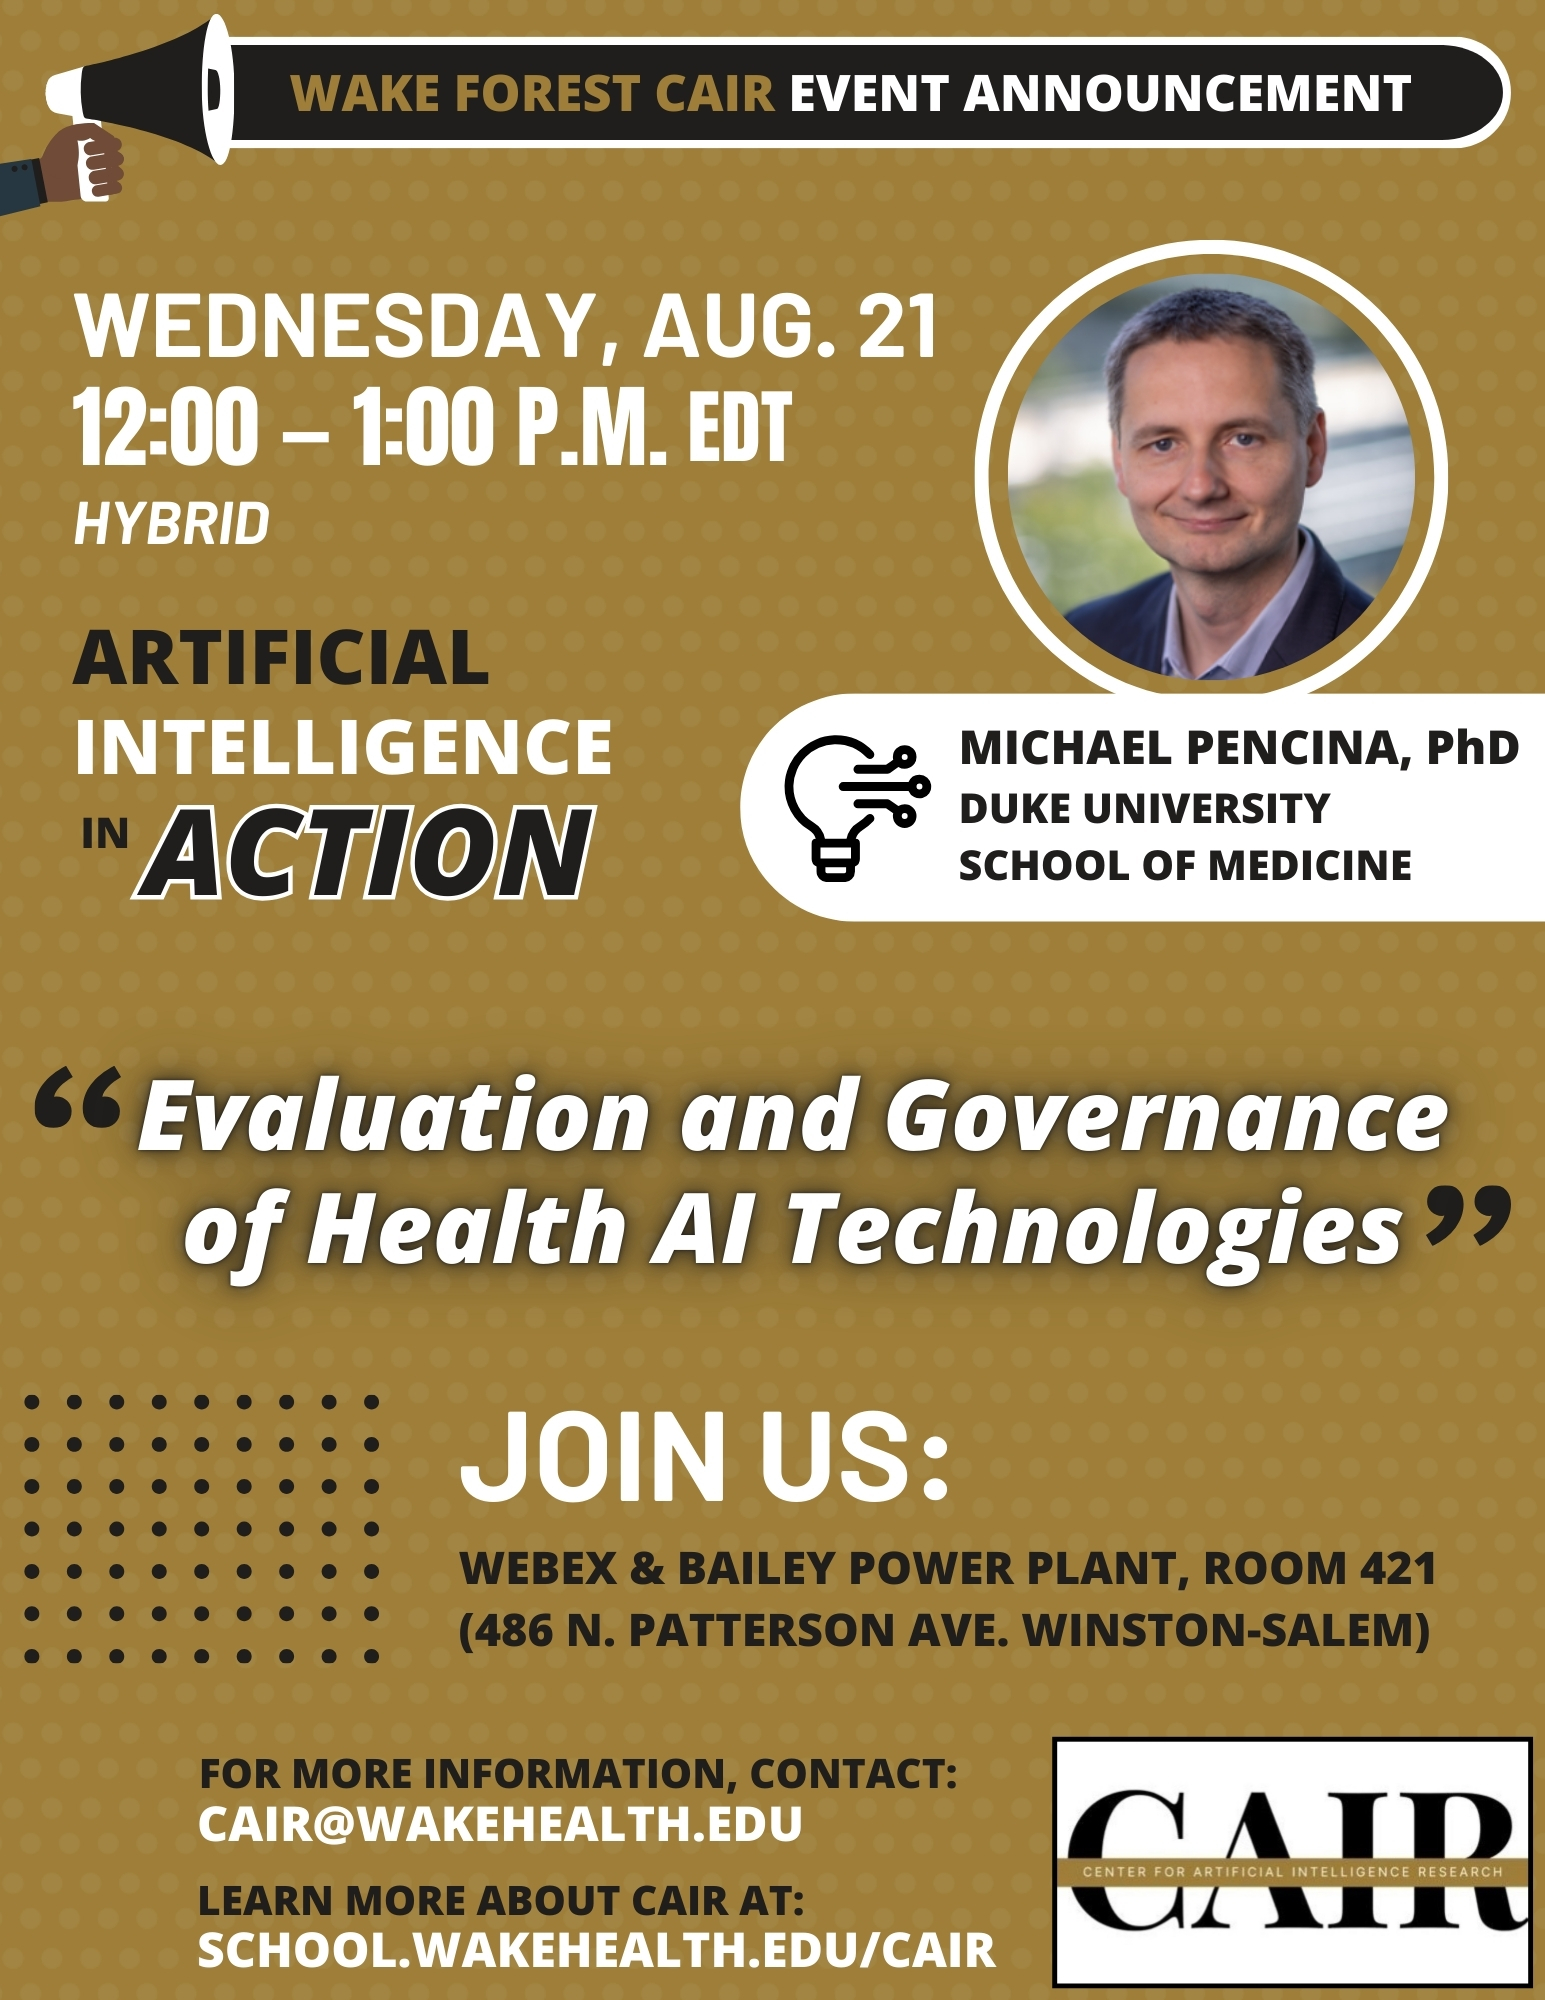 WAKE FOREST CAIR EVENT ANNOUNCEMENT
WEDNESDAY, AUG. 21
12:00 – 1:00 P.M. EDT
HYBRID
ARTIFICIAL
INTELLIGENCE
IN ACTION
MICHAEL PENCINA, PhD
DUKE UNIVERSITY
SCHOOL OF MEDICINE
“Evaluation and Governance
of Health AI Technologies”
JOIN US:
WEBEX & BAILEY POWER PLANT, ROOM 421
(486 N. PATTERSON AVE. WINSTON-SALEM)
FOR MORE INFORMATION, CONTACT:
CAIR@WAKEHEALTH.EDU
LEARN MORE ABOUT CAIR AT:
SCHOOL.WAKEHEALTH.EDU/CAIR
CAIR
CENTER FOR ARTIFICIAL INTELLIGENCE RESEARCH